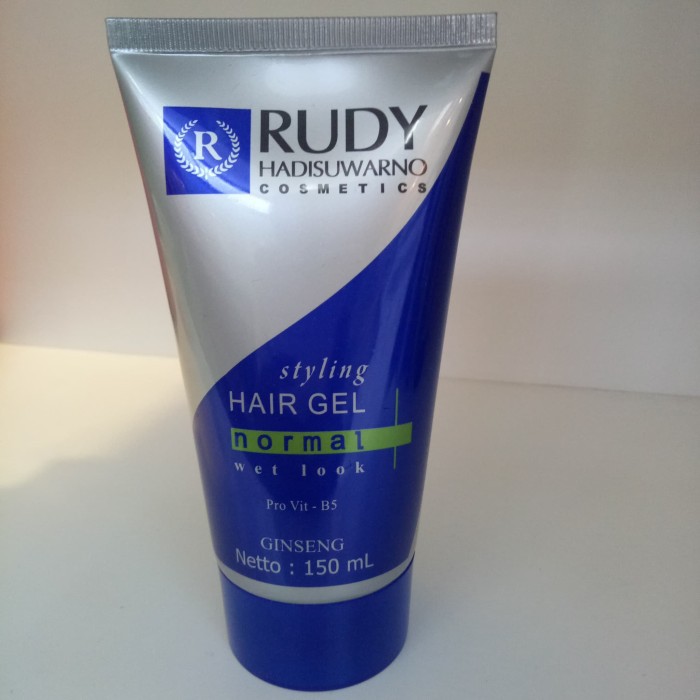 R
RUDY
HADISUWARNO
COSMETICS
styling
HAIR GEL
normal
wet look
Pro Vit - B5
GINSENG
Netto : 150 mL